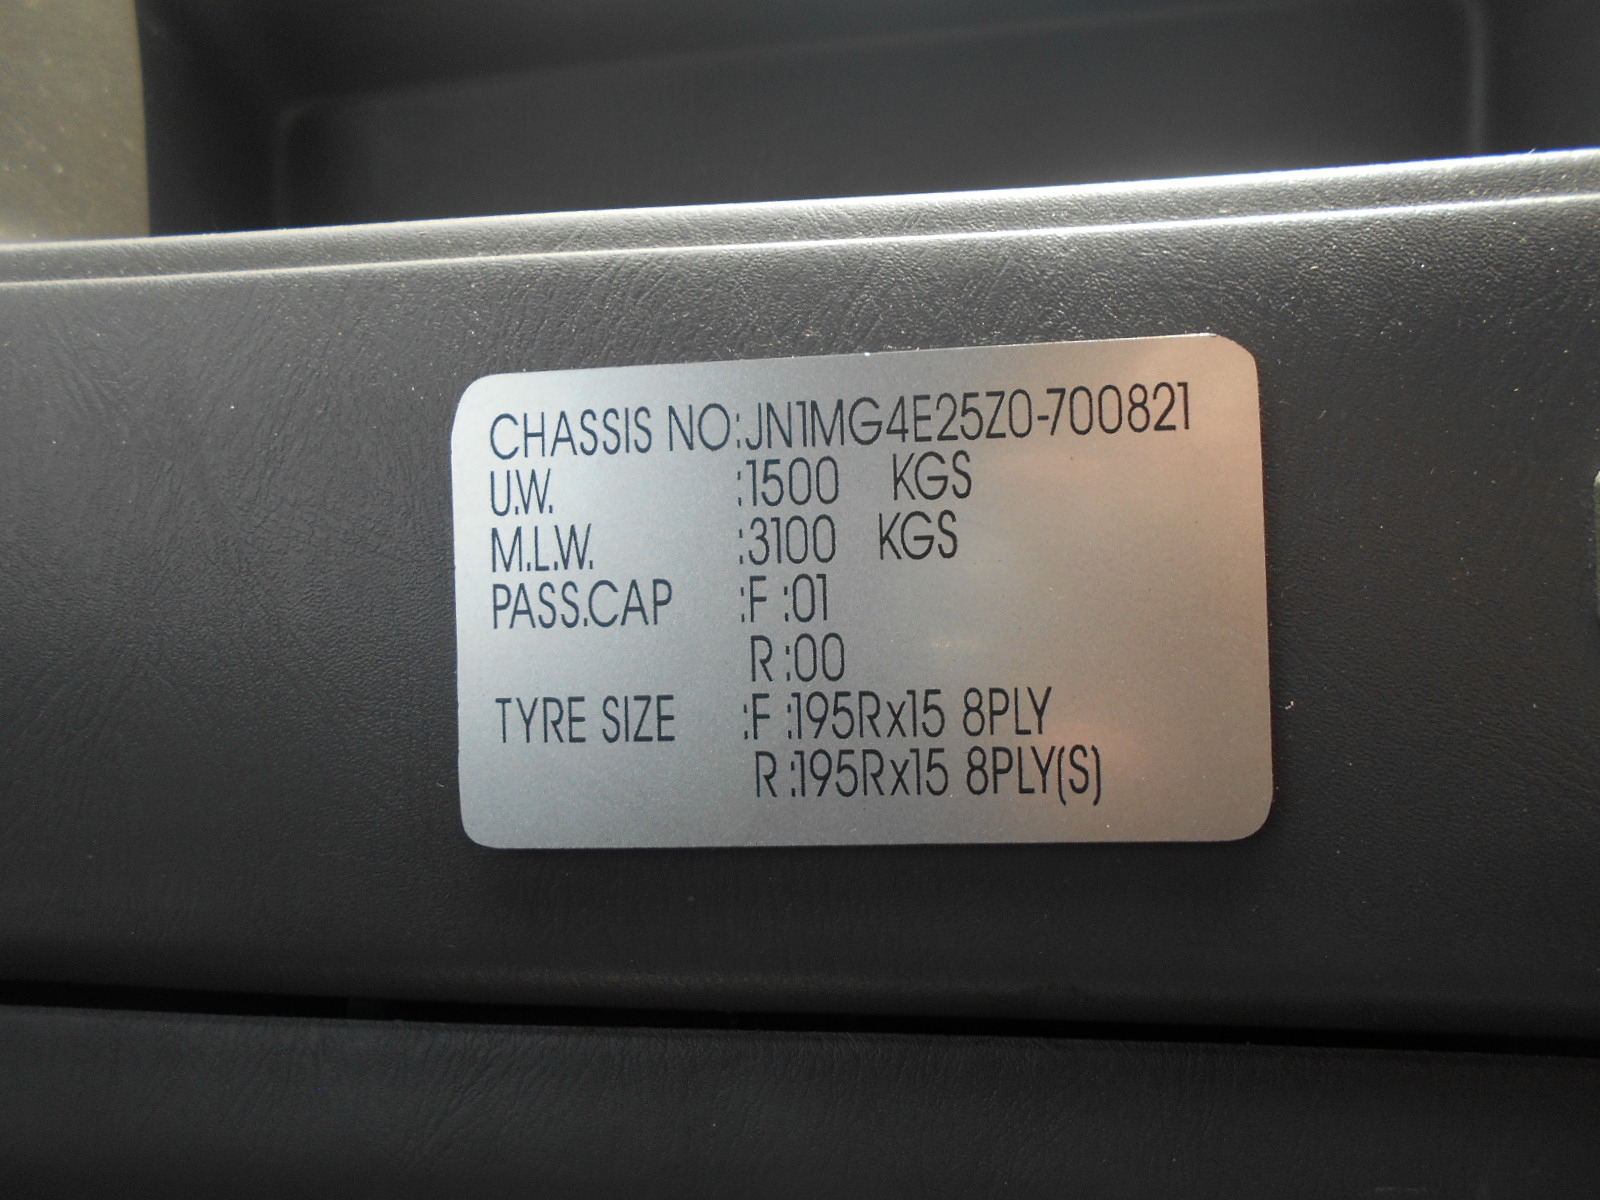 CHASSIS NO:JN1MG4E25Z0-700821
U.W. :1500 KGS
M.L.W. :3100 KGS
PASS.CAP :F :01
R :00
TYRE SIZE :F :195Rx15 8PLY
R :195Rx15 8PLY(S)